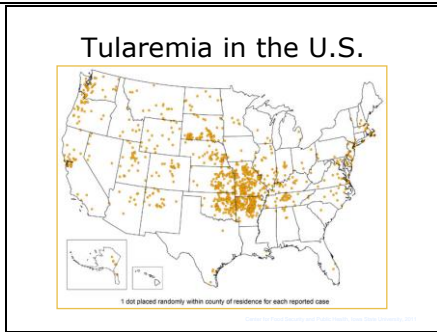 Tularemia in the U.S.
1 dot placed randomly within county of residence for each reported case